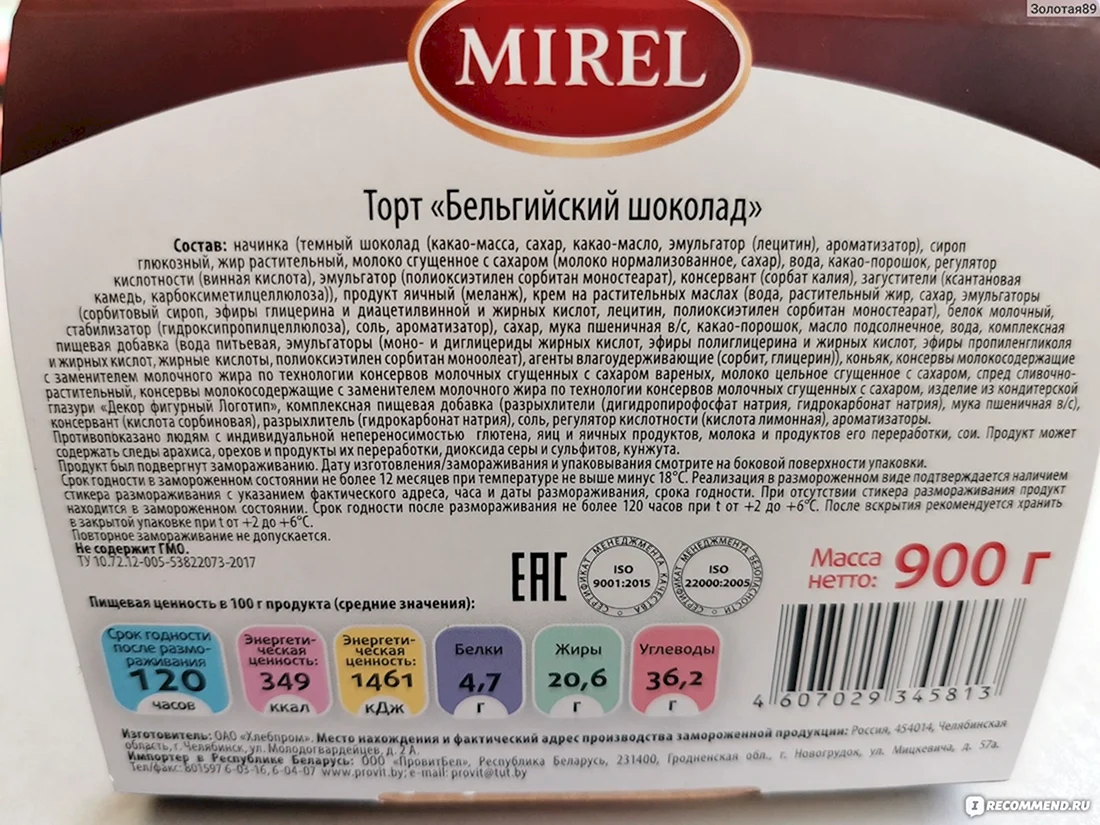 Золотая89
MIREL
Торт «Бельгийский шоколад»
Состав: начинка (темный шоколад (какао-масса, сахар, какао-масло, эмульгатор (лецитин), ароматизатор), сироп
глюкозный, жир растительный, молоко сгущенное с сахаром (молоко нормализованное, сахар), вода, какао-порошок, регулятор
кислотности (винная кислота), эмульгатор (полиоксиэтилен сорбитан моностеарат), консервант (сорбат калия), загустители (ксантановая
камедь, карбоксиметилцеллюлоза)), продукт яичный (меланж), крем на растительных маслах (вода, растительный жир, сахар, эмульгаторы
(сорбитовый сироп, эфиры глицерина и диацетилвинной и жирных кислот, лецитин, полиоксиэтилен сорбитан моностеарат), белок молочный,
стабилизатор (гидроксипропилцеллюлоза), соль, ароматизатор), сахар, мука пшеничная в/с, какао-порошок, масло подсолнечное, вода, комплексная
пищевая добавка (вода питьевая, эмульгаторы (моно- и диглицериды жирных кислот, эфиры полиглицерина и жирных кислот, эфиры пропиленгликоля
и жирных кислот, жирные кислоты, полиоксиэтилен сорбитан моноолеат), агенты влагоудерживающие (сорбит, глицерин)), коньяк, консервы молокосодержащие
с заменителем молочного жира по технологии консервов молочных сгущенных с сахаром вареных, молоко цельное сгущенное с сахаром, спред сливочно-
растительный, консервы молокосодержащие с заменителем молочного жира по технологии консервов молочных сгущенных с сахаром, изделие из кондитерской
глазури «Декор фигурный Логотип», комплексная пищевая добавка (разрыхлители (дигидропирофосфат натрия, гидрокарбонат натрия), мука пшеничная в/с),
консервант (кислота сорбиновая), разрыхлитель (гидрокарбонат натрия), соль, регулятор кислотности (кислота лимонная), ароматизаторы.
Противопоказано людям с индивидуальной непереносимостью глютена, яиц и яичных продуктов, молока и продуктов его переработки, сои. Продукт может
содержать следы арахиса, орехов и продукты их переработки, диоксида серы и сульфитов, кунжута.
Продукт был подвергнут замораживанию. Дату изготовления/замораживания и упаковывания смотрите на боковой поверхности упаковки.
Срок годности в замороженном состоянии не более 12 месяцев при температуре не выше минус 18°С. Реализация в размороженном виде подтверждается наличием
стикера размораживания с указанием фактического адреса, часа и даты размораживания, срока годности. При отсутствии стикера размораживания продукт
находится в замороженном состоянии. Срок годности после размораживания не более 120 часов при t от +2 до +6°С. После вскрытия рекомендуется хранить
в закрытой упаковке при t от +2 до +6°С.
Повторное замораживание не допускается.
Не содержит ГМО.
ТУ 10.72.12-005-53822073-2017
ЕАС
СЕРТИФИКАТ МЕНЕДЖМЕНТА КАЧЕСТВА
ISO
9001:2015
СЕРТИФИКАТ МЕНЕДЖМЕНТА БЕЗОПАСНОСТИ
ISO
22000:2005
Масса
нетто: 900 г
Пищевая ценность в 100 г продукта (средние значения):
Срок годности
после размо-
раживания
120
часов
Энергети-
ческая
ценность:
349
ккал
Энергети-
ческая
ценность:
1461
кДж
Белки
4,7
г
Жиры
20,6
г
Углеводы
36,2
г
4 607029 345813
Изготовитель: ОАО «Хлебпром». Место нахождения и фактический адрес производства замороженной продукции: Россия, 454014, Челябинская
область, г. Челябинск, ул. Молодогвардейцев, д. 2 А.
Импортер в Республике Беларусь: ООО «ПровитБел», Республика Беларусь, 231400, Гродненская обл., г. Новогрудок, ул. Мицкевича, д. 57а.
Тел/факс: 801597 6-03-16, 6-04-07 www.provit.by; e-mail: provit@tut.by
IRECOMMEND.RU